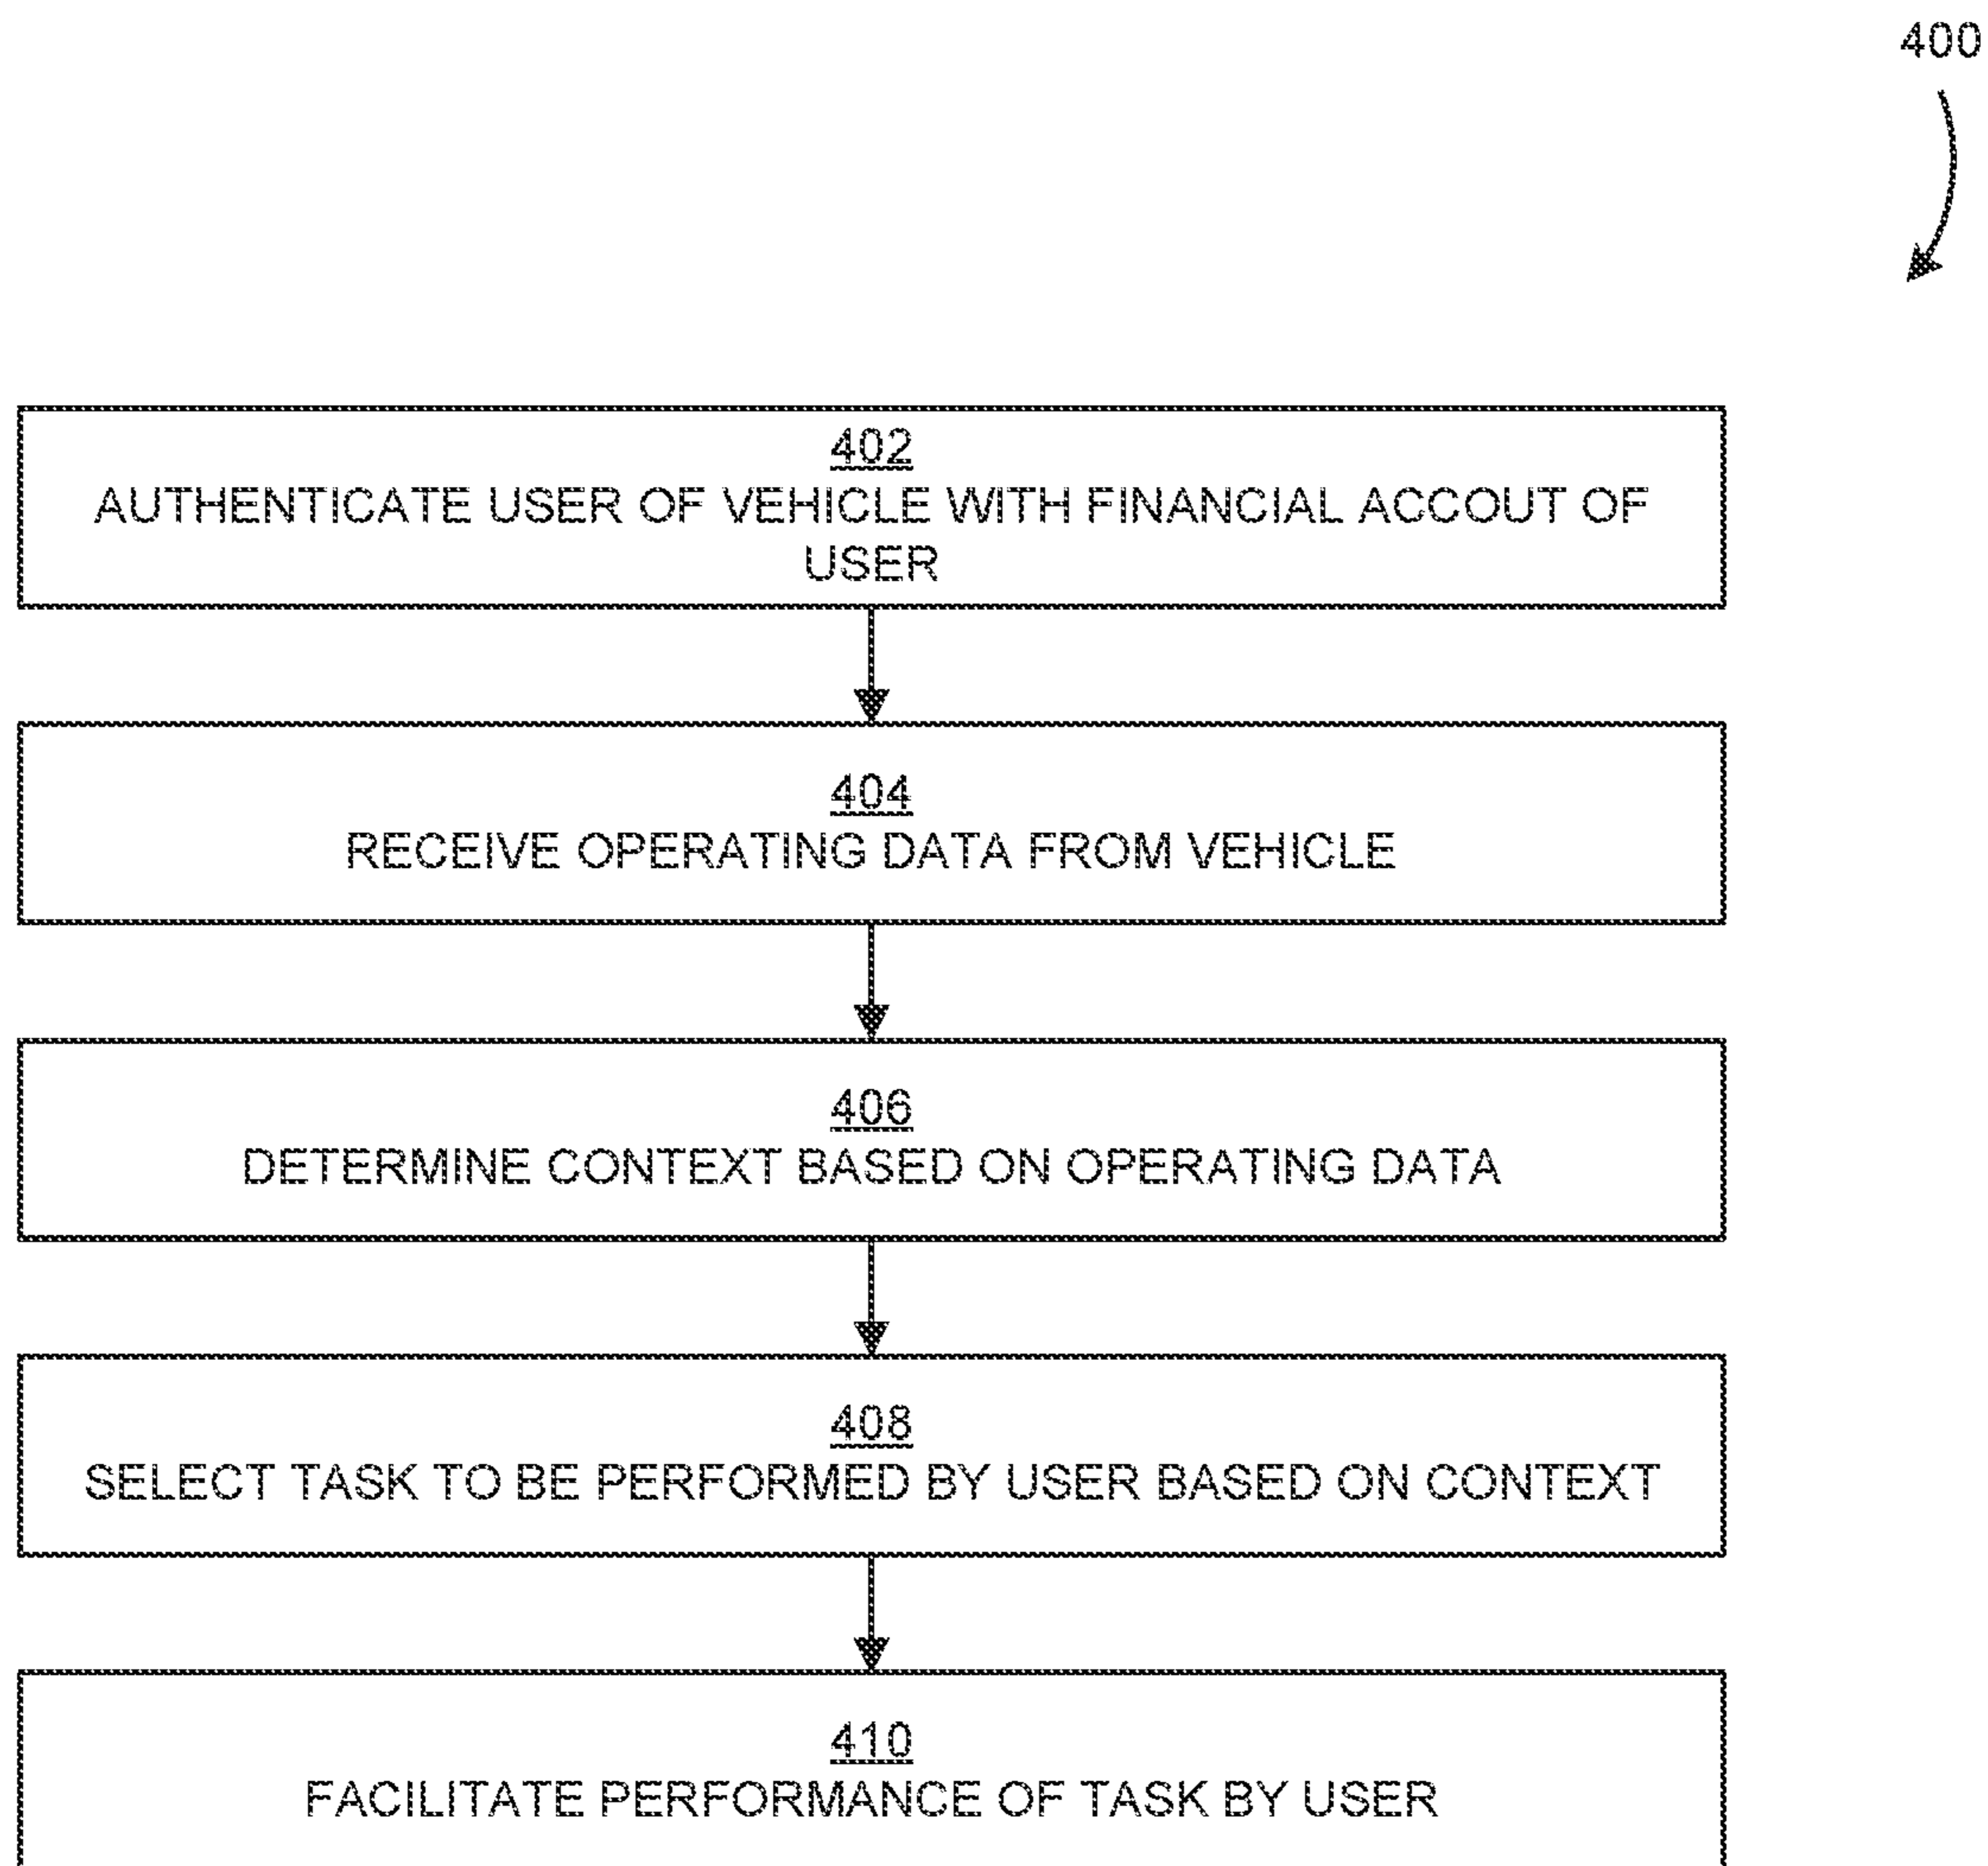 400
402
AUTHENTICATE USER OF VEHICLE WITH FINANCIAL ACCOUT OF
USER
404
RECEIVE OPERATING DATA FROM VEHICLE
406
DETERMINE CONTEXT BASED ON OPERATING DATA
408
SELECT TASK TO BE PERFORMED BY USER BASED ON CONTEXT
410
FACILITATE PERFORMANCE OF TASK BY USER